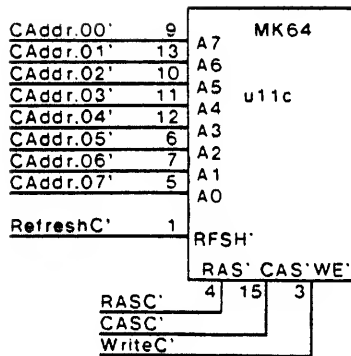 MK64
CAddr.00' 9 A7
CAddr.01' 13 A6
CAddr.02' 10 A5
CAddr.03' 11 A4
u11c
CAddr.04' 12 A3
CAddr.05' 6 A2
CAddr.06' 7 A1
CAddr.07' 5 A0
RefreshC' 1 RFSH'
RAS' CAS' WE'
4 15 3
RASC'
CASC'
WriteC'